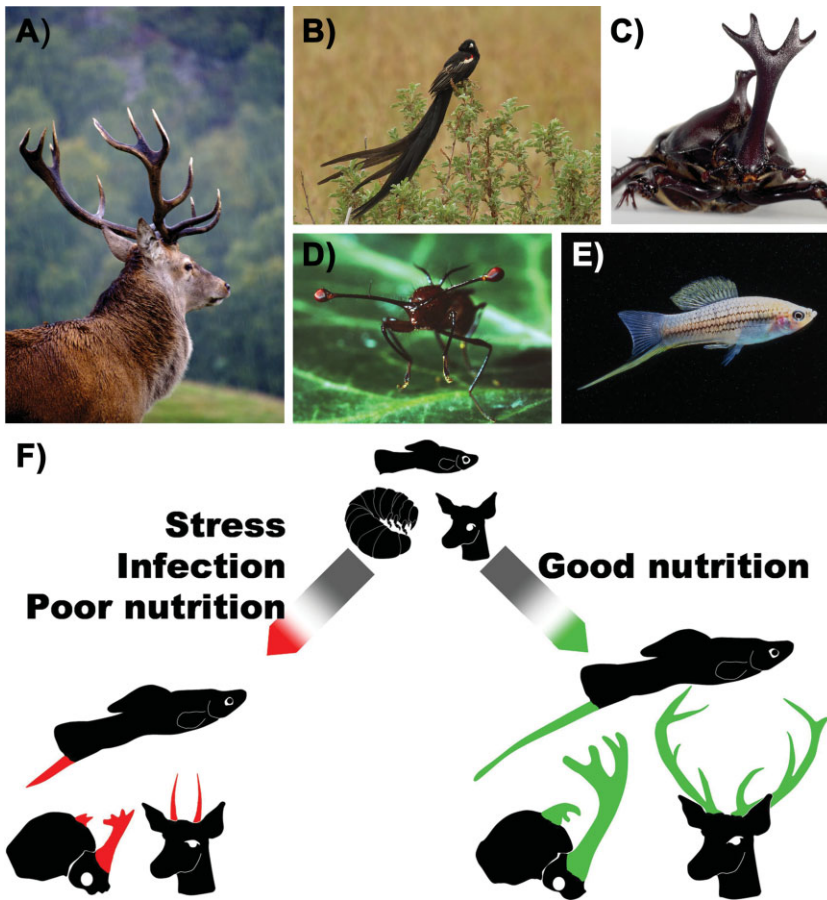 A)
B)
C)
D)
E)
F)
Stress
Infection
Poor nutrition
Good nutrition